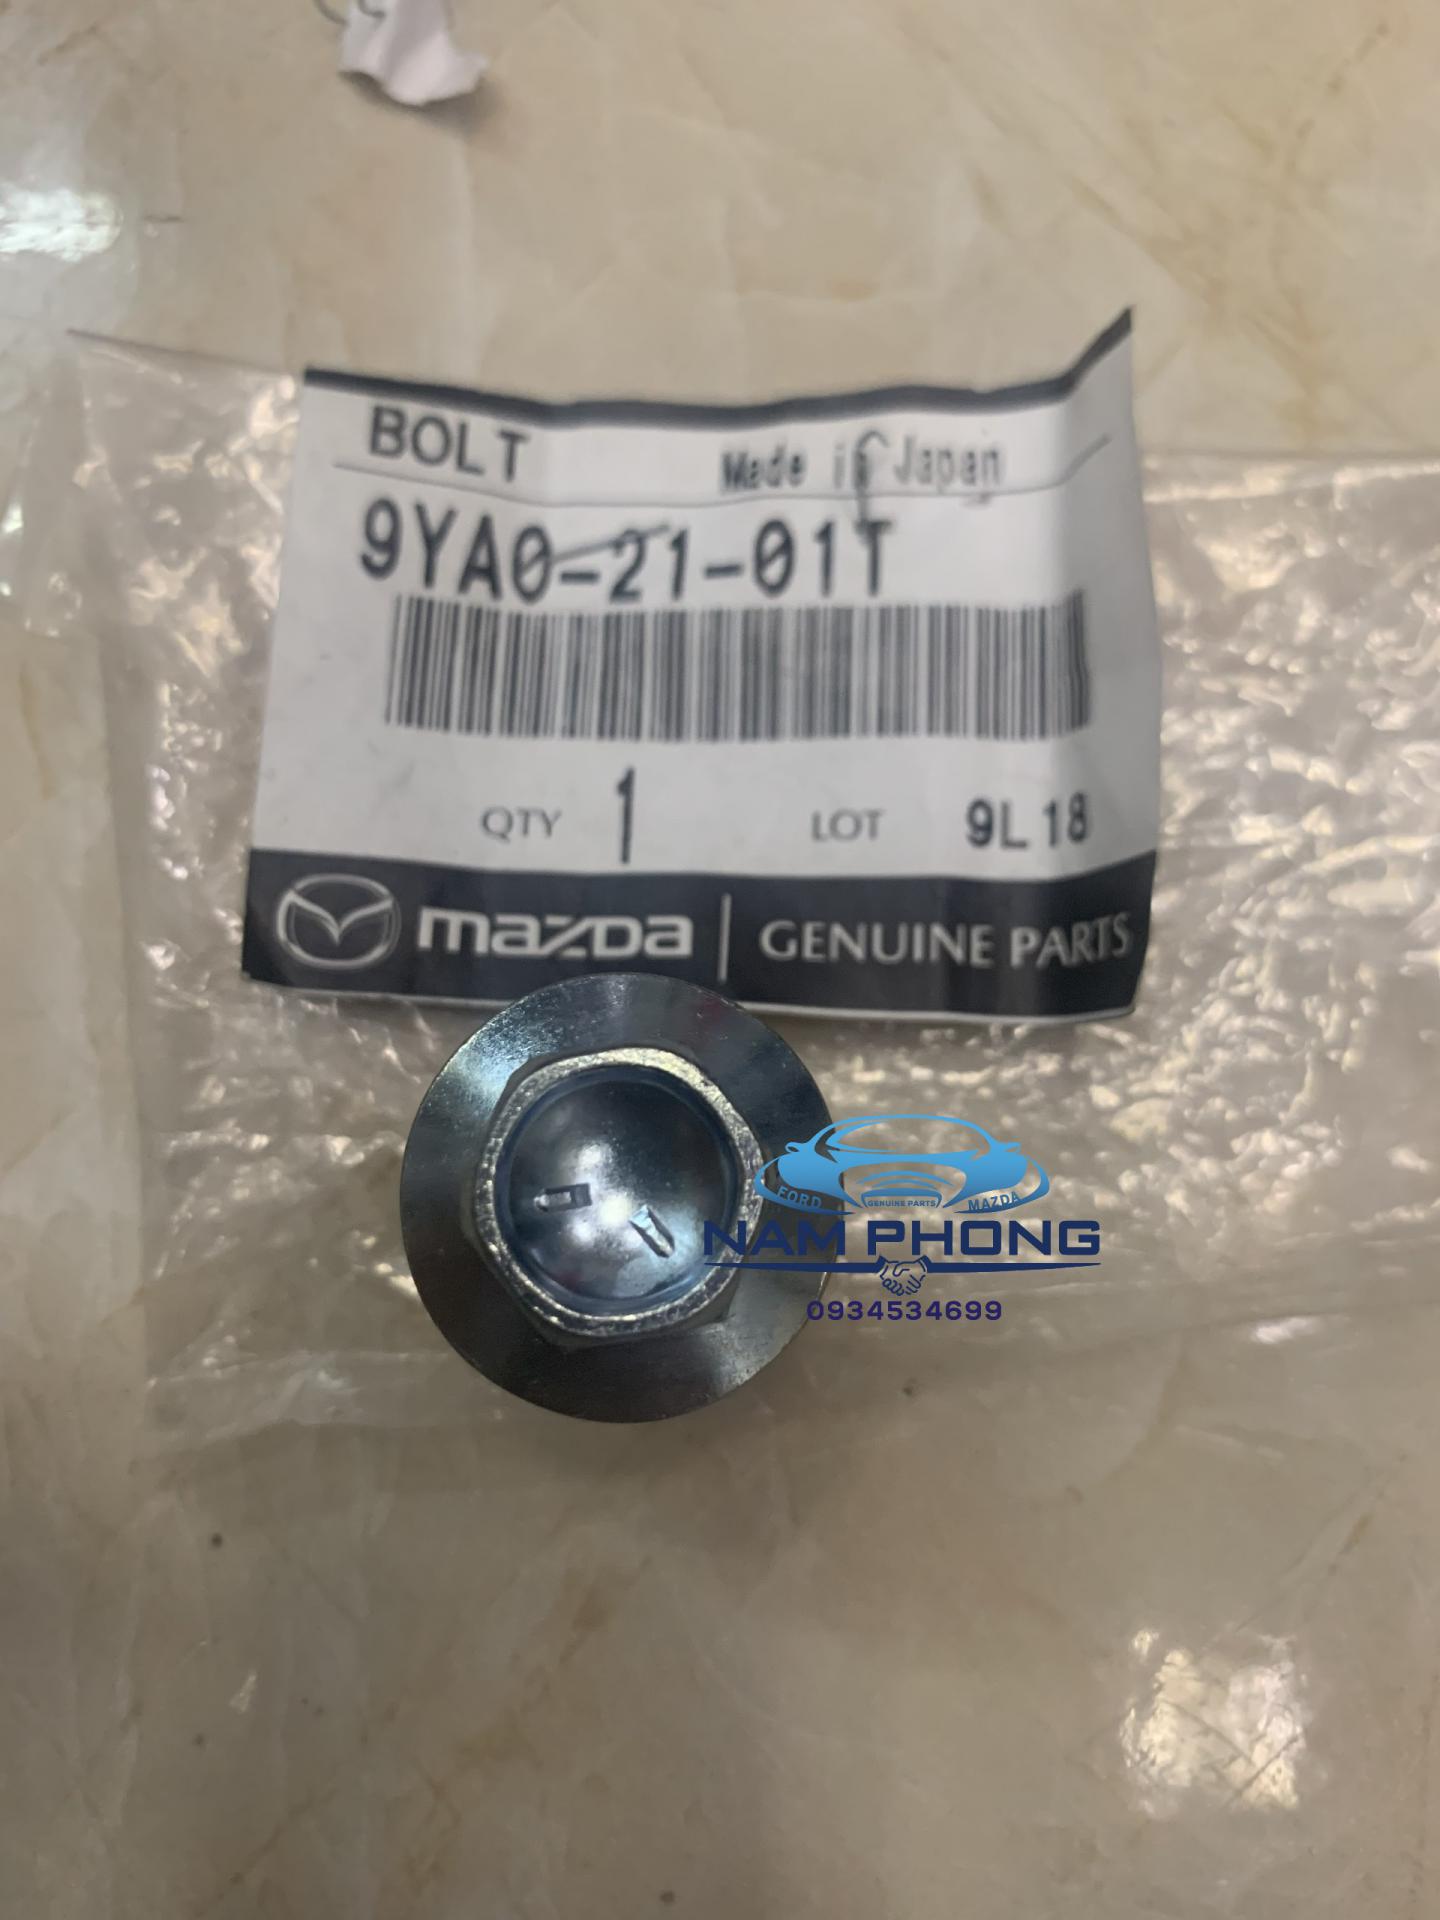 BOLT Made in Japan
9YA0-21-01T
QTY 1 LOT 9L18
mazda GENUINE PARTS
FORD GENUINE PARTS MAZDA
NAM PHONG
0934534699